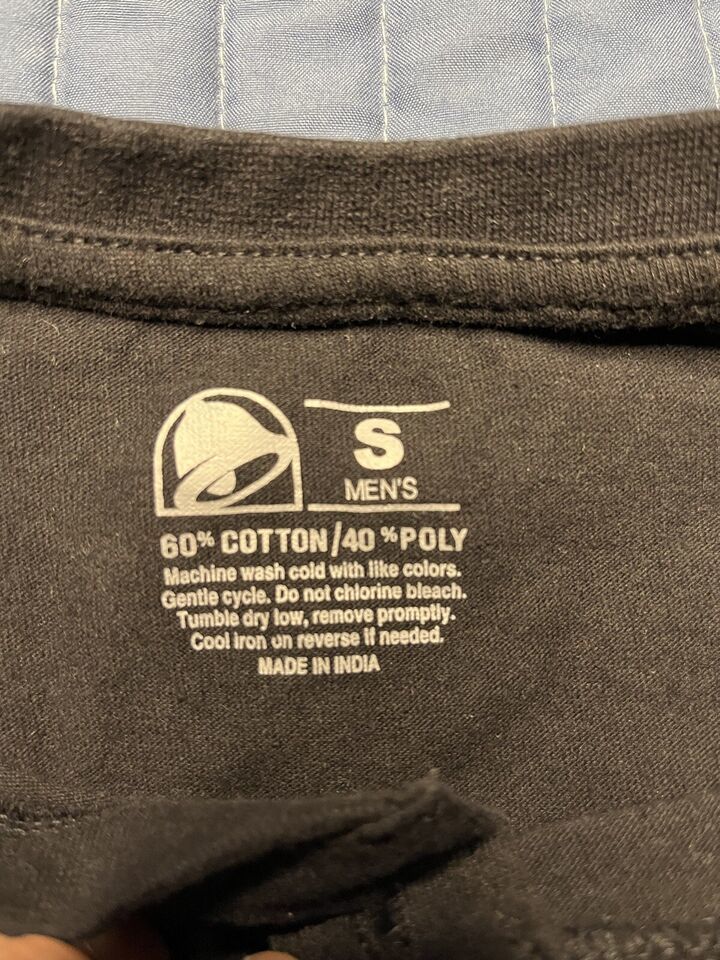 S
MEN'S
60% COTTON/40 %POLY
Machine wash cold with like colors.
Gentle cycle. Do not chlorine bleach.
Tumble dry low, remove promptly.
Cool iron on reverse if needed.
MADE IN INDIA